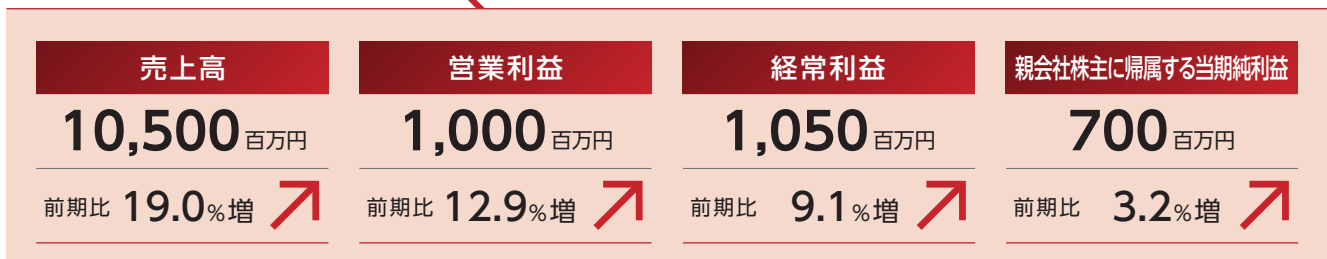 売上高
10,500百万円
前期比 19.0%増
営業利益
1,000百万円
前期比 12.9%増
経常利益
1,050百万円
前期比 9.1%増
親会社株主に帰属する当期純利益
700百万円
前期比 3.2%増